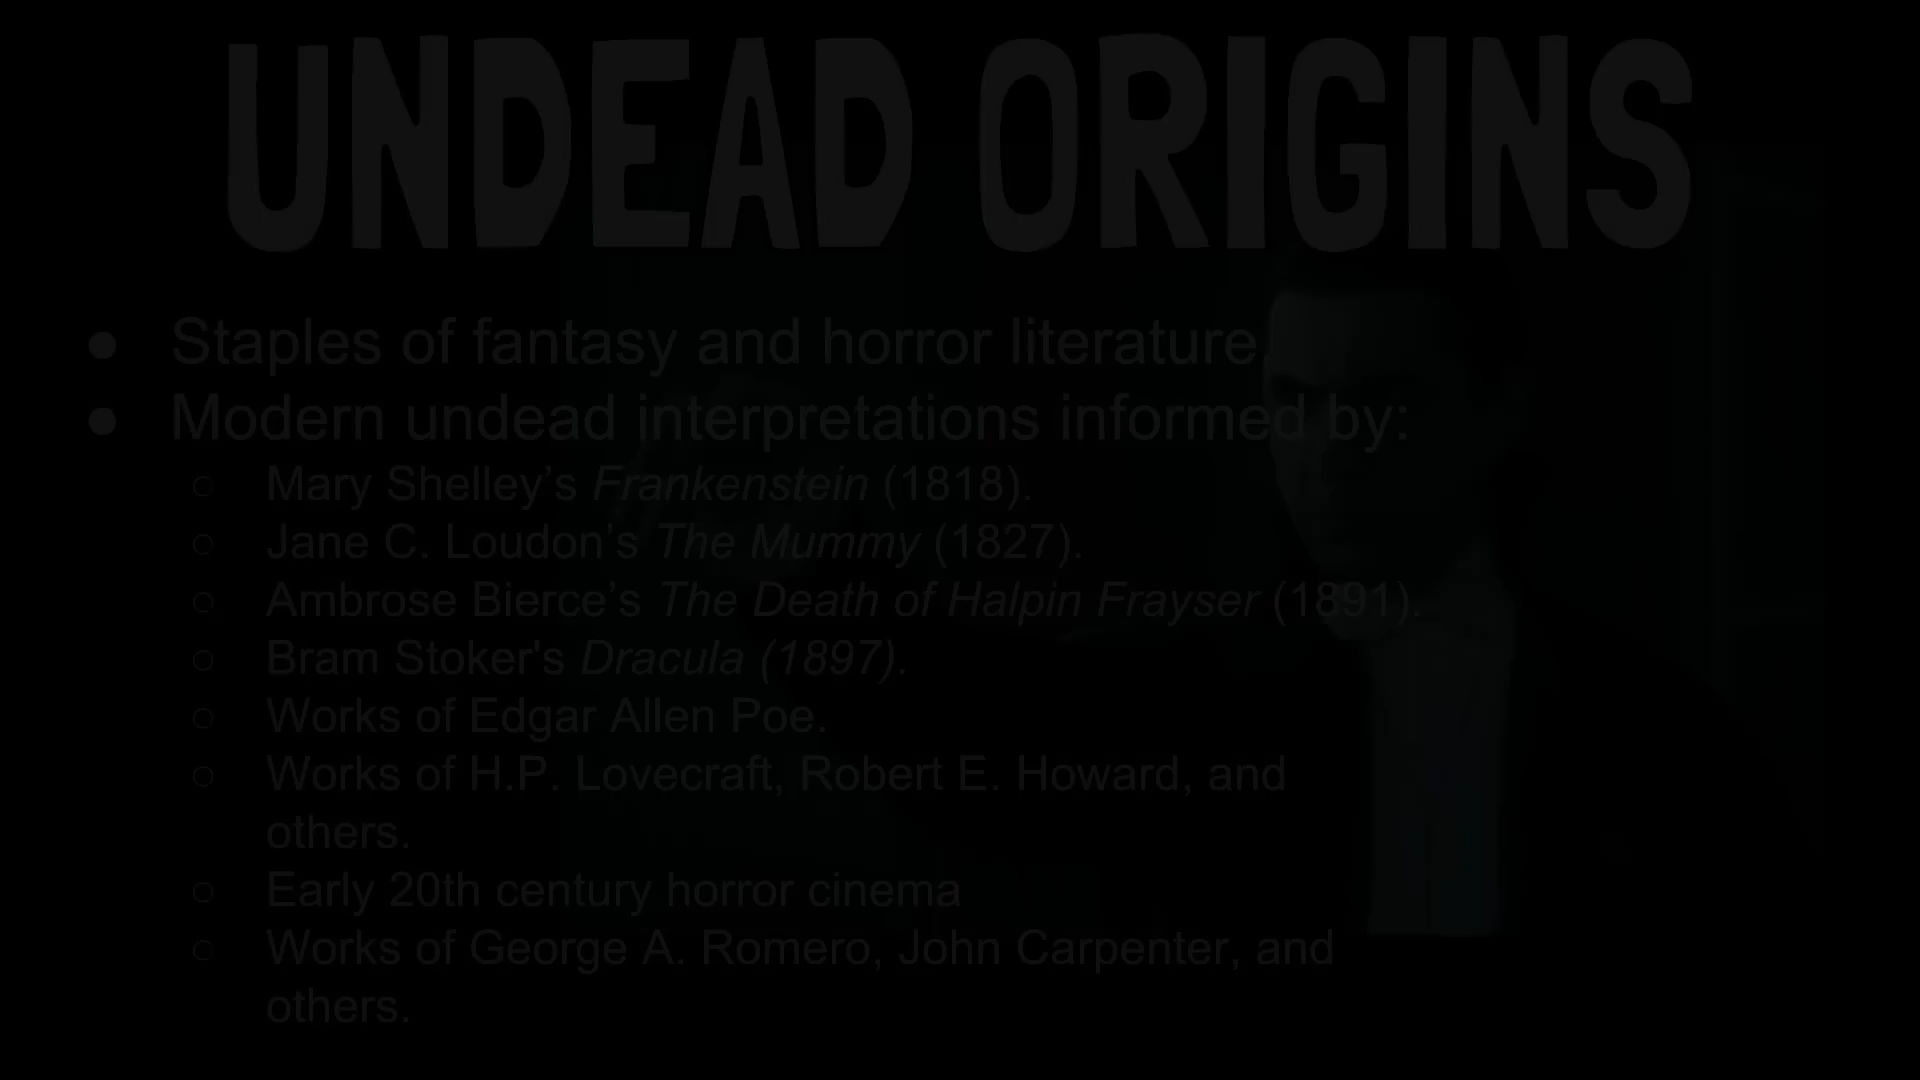 UNDEAD ORIGINS
● Staples of fantasy and horror literature
● Modern undead interpretations informed by:
○ Mary Shelley’s Frankenstein (1818).
○ Jane C. Loudon’s The Mummy (1827).
○ Ambrose Bierce’s The Death of Halpin Frayser (1891).
○ Bram Stoker's Dracula (1897).
○ Works of Edgar Allen Poe.
○ Works of H.P. Lovecraft, Robert E. Howard, and
others.
○ Early 20th century horror cinema
○ Works of George A. Romero, John Carpenter, and
others.